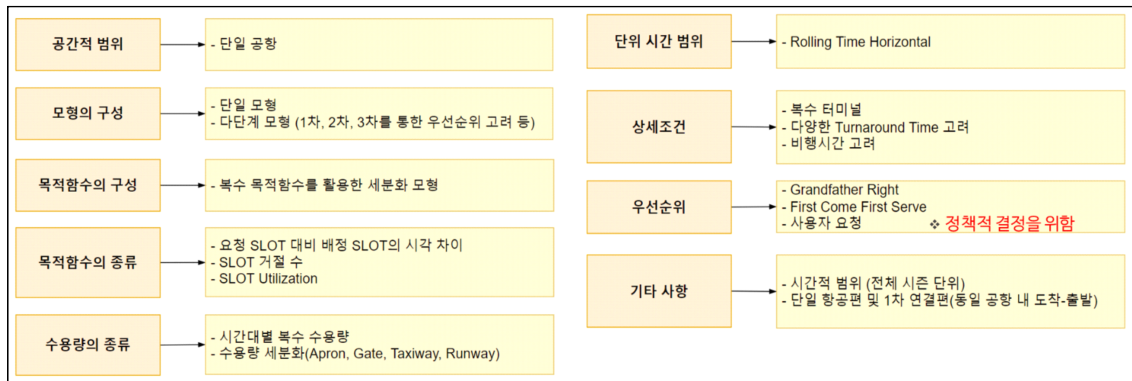 공간적 범위
- 단일 공항
모형의 구성
- 단일 모형
- 다단계 모형 (1차, 2차, 3차를 통한 우선순위 고려 등)
목적함수의 구성
- 복수 목적함수를 활용한 세분화 모형
목적함수의 종류
- 요청 SLOT 대비 배정 SLOT의 시각 차이
- SLOT 거절 수
- SLOT Utilization
수용량의 종류
- 시간대별 복수 수용량
- 수용량 세분화(Apron, Gate, Taxiway, Runway)
단위 시간 범위
- Rolling Time Horizontal
상세조건
- 복수 터미널
- 다양한 Turnaround Time 고려
- 비행시간 고려
우선순위
- Grandfather Right
- First Come First Serve
- 사용자 요청 ❖ 정책적 결정을 위함
기타 사항
- 시간적 범위 (전체 시즌 단위)
- 단일 항공편 및 1차 연결편(동일 공항 내 도착-출발)